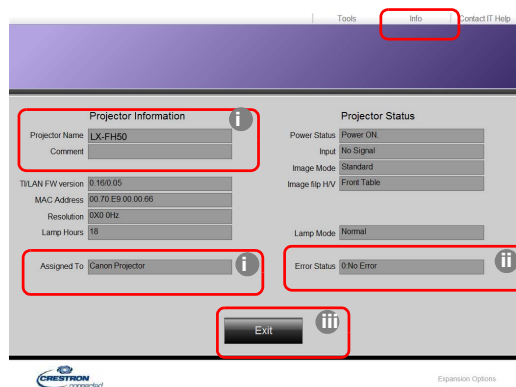 Tools Info Contact IT Help
Projector Information
i
Projector Name LX-FH50
Comment
TI/LAN FW version 0.16/0.05
MAC Address 00.70 E9.00.00.66
Resolution 0X0 0Hz
Lamp Hours 18
Assigned To Canon Projector
i
Projector Status
Power Status Power ON.
Input No Signal
Image Mode Standard
Image filp H/V Front Table
Lamp Mode Normal
Error Status 0:No Error
ii
Exit
iii
CRESTRON
connected
Expansion Options